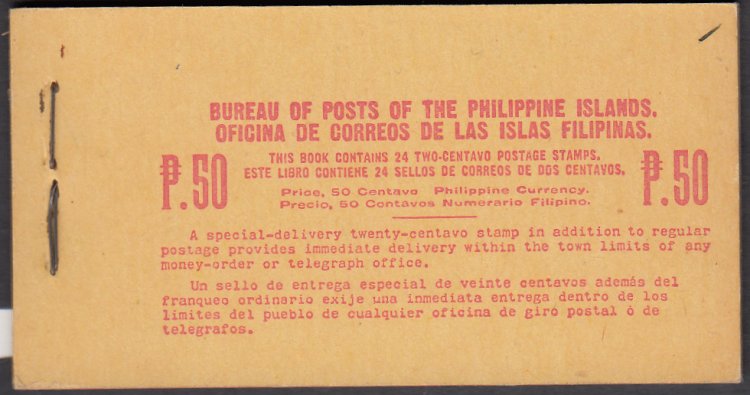 BUREAU OF POSTS OF THE PHILIPPINE ISLANDS.
OFICINA DE CORREOS DE LAS ISLAS FILIPINAS.
₱.50 THIS BOOK CONTAINS 24 TWO-CENTAVO POSTAGE STAMPS. ₱.50
ESTE LIBRO CONTIENE 24 SELLOS DE CORREOS DE DOS CENTAVOS.
Price, 50 Centavo Philippine Currency.
Precio, 50 Centavos Numerario Filipino.
A special-delivery twenty-centavo stamp in addition to regular
postage provides immediate delivery within the town limits of any
money-order or telegraph office.
Un sello de entrega especial de veinte centavos además del
franqueo ordinario exije una inmediata entrega dentro de los
limites del pueblo de cualquier oficina de giro postal ó de
telegrafos.